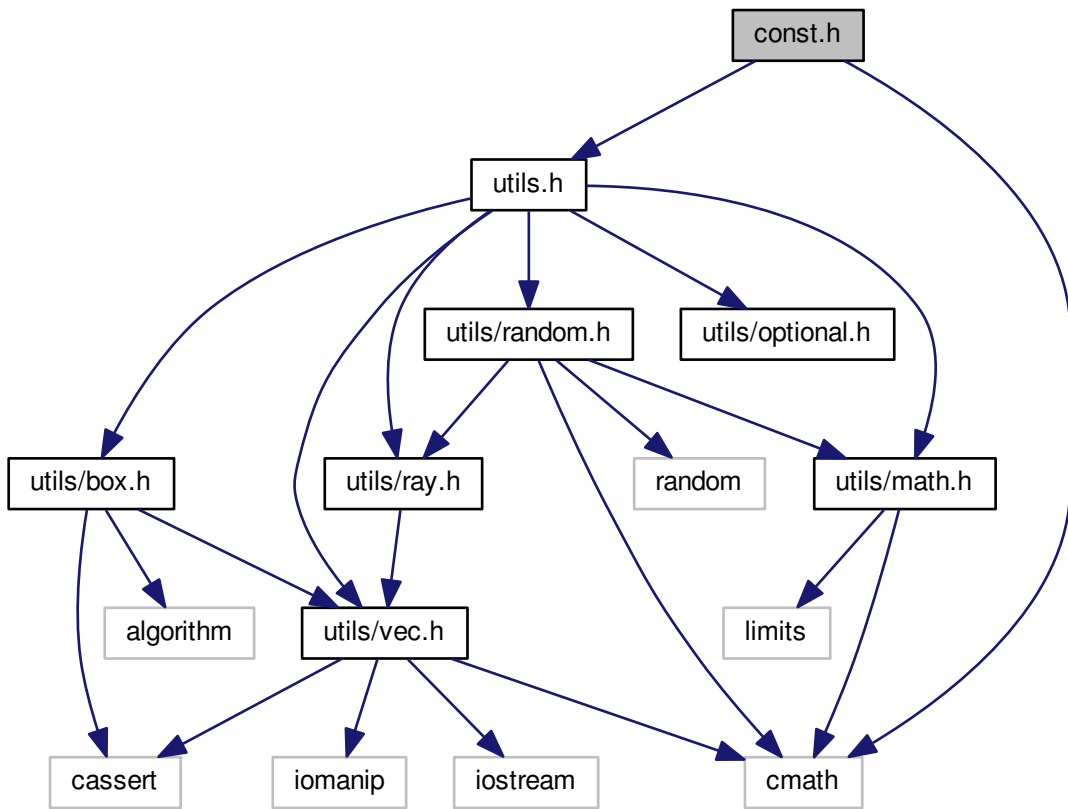 const.h
utils.h
utils/random.h
utils/optional.h
utils/box.h
utils/ray.h
random
utils/math.h
algorithm
utils/vec.h
limits
cassert
iomanip
iostream
cmath